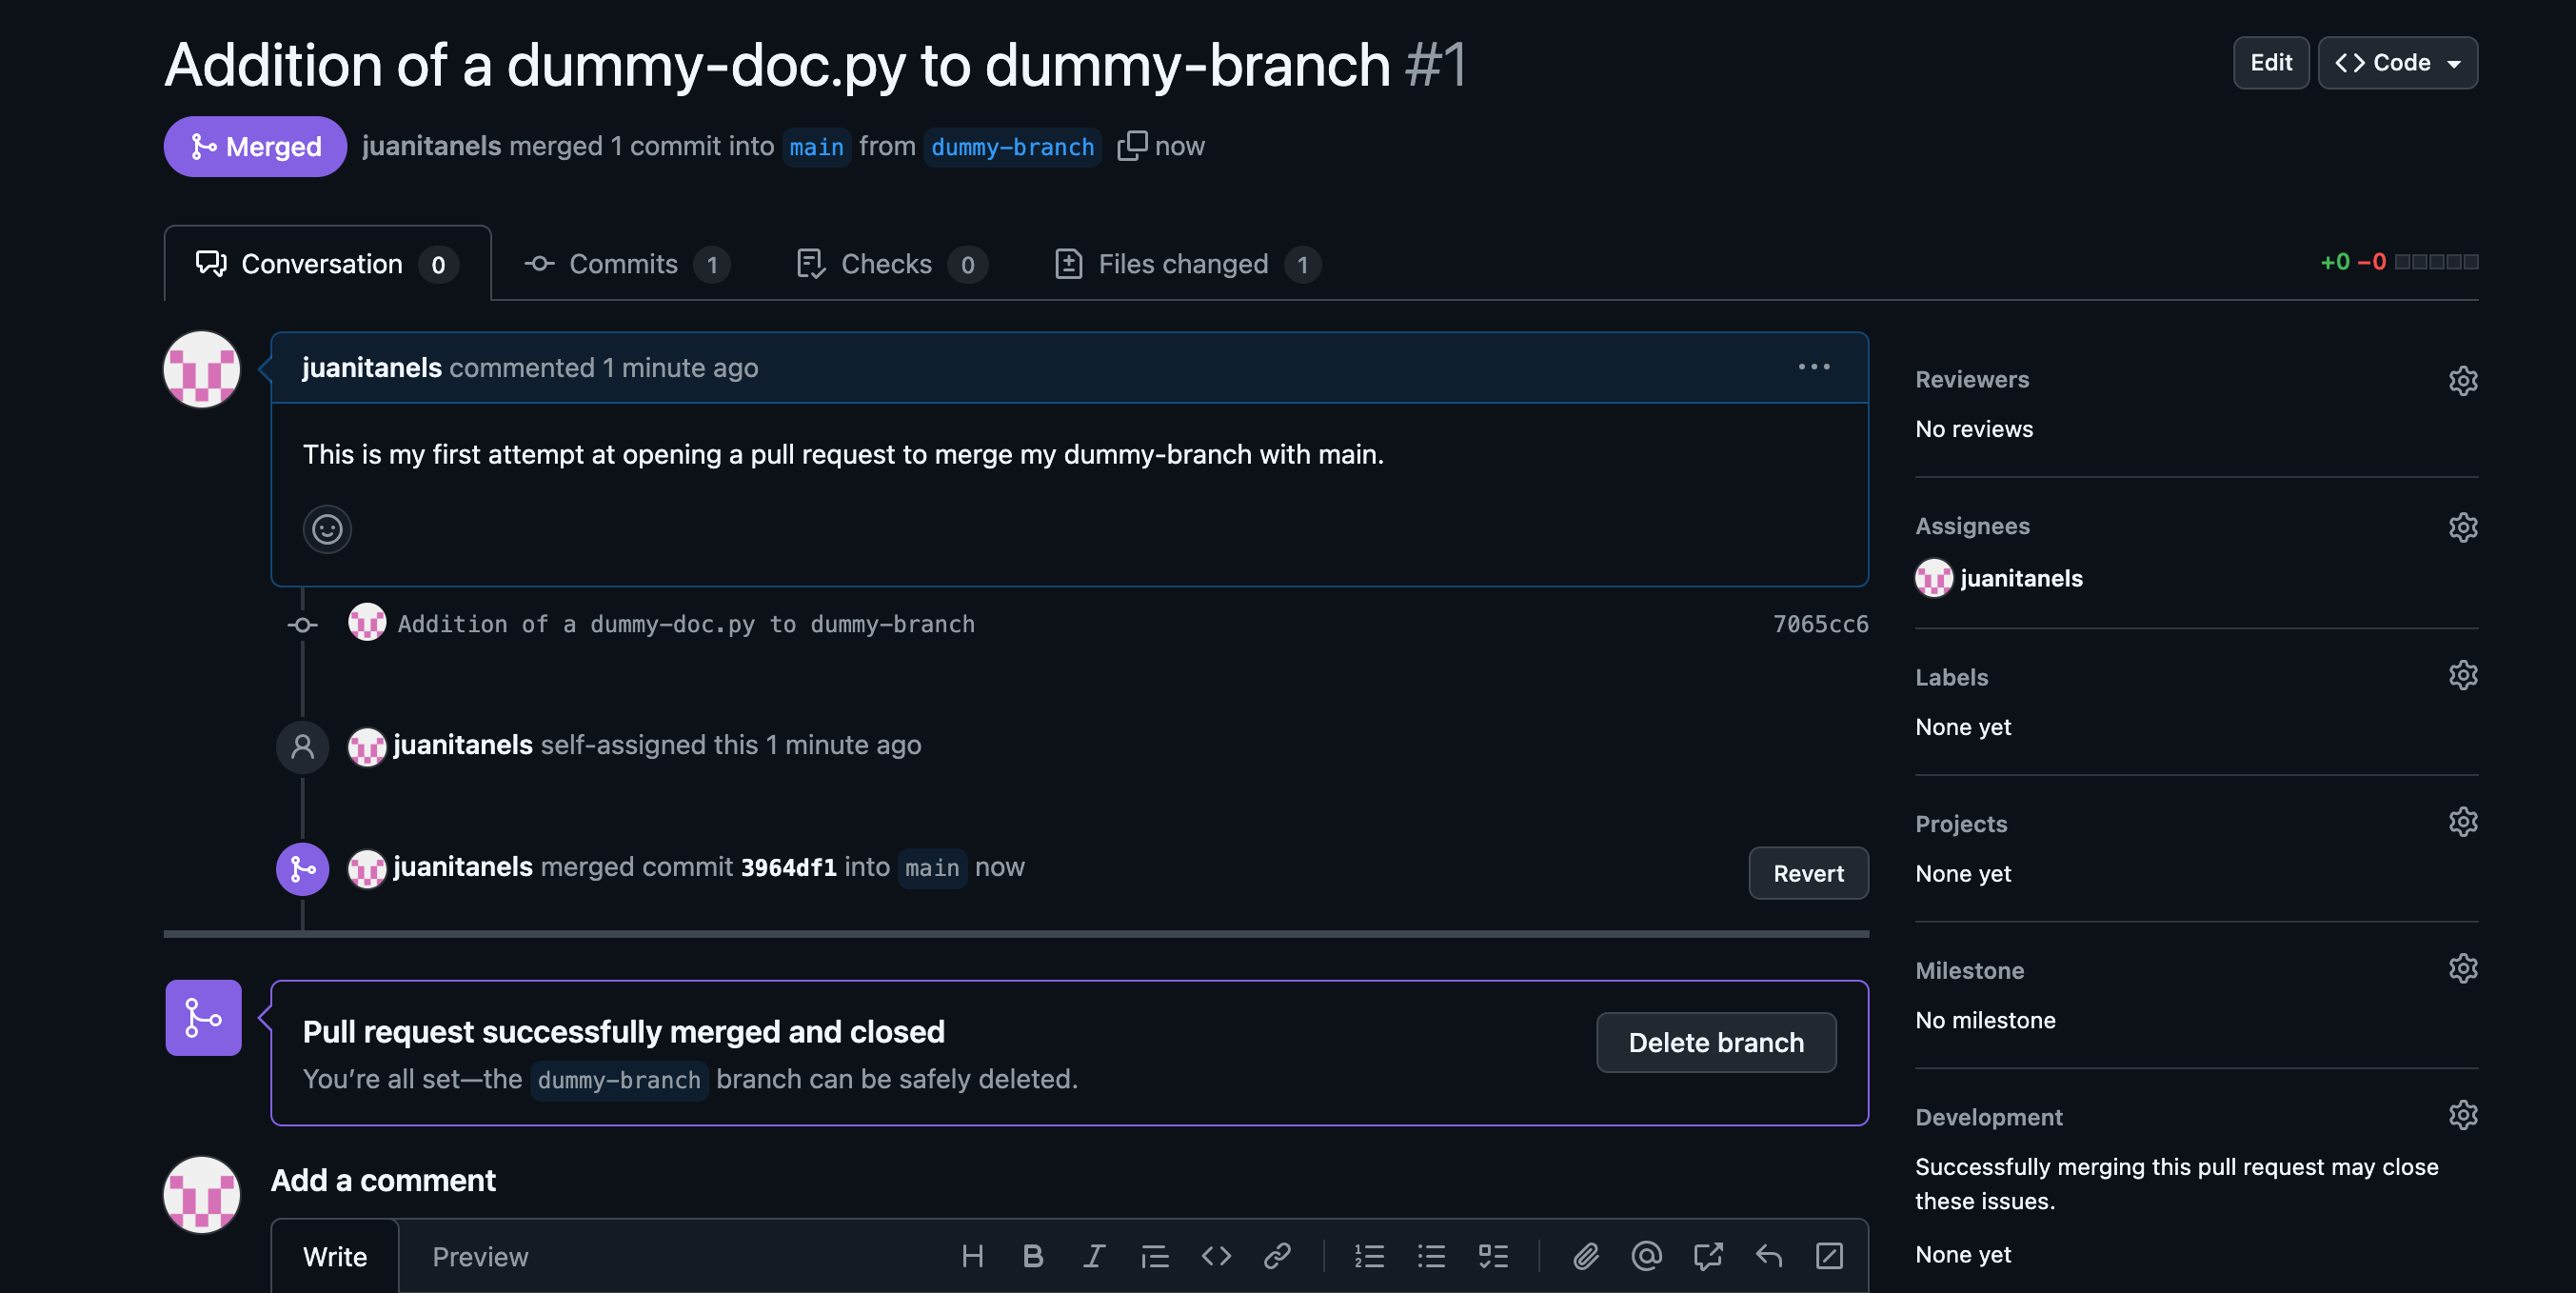 Addition of a dummy-doc.py to dummy-branch #1
Edit
Code
Merged
juanitanels merged 1 commit into main from dummy-branch now
Conversation 0
Commits 1
Checks 0
Files changed 1
+0 −0
juanitanels commented 1 minute ago
This is my first attempt at opening a pull request to merge my dummy-branch with main.
Addition of a dummy-doc.py to dummy-branch 7065cc6
juanitanels self-assigned this 1 minute ago
juanitanels merged commit 3964df1 into main now
Revert
Pull request successfully merged and closed
You’re all set—the dummy-branch branch can be safely deleted.
Delete branch
Add a comment
Write
Preview
Reviewers
No reviews
Assignees
juanitanels
Labels
None yet
Projects
None yet
Milestone
No milestone
Development
Successfully merging this pull request may close
these issues.
None yet